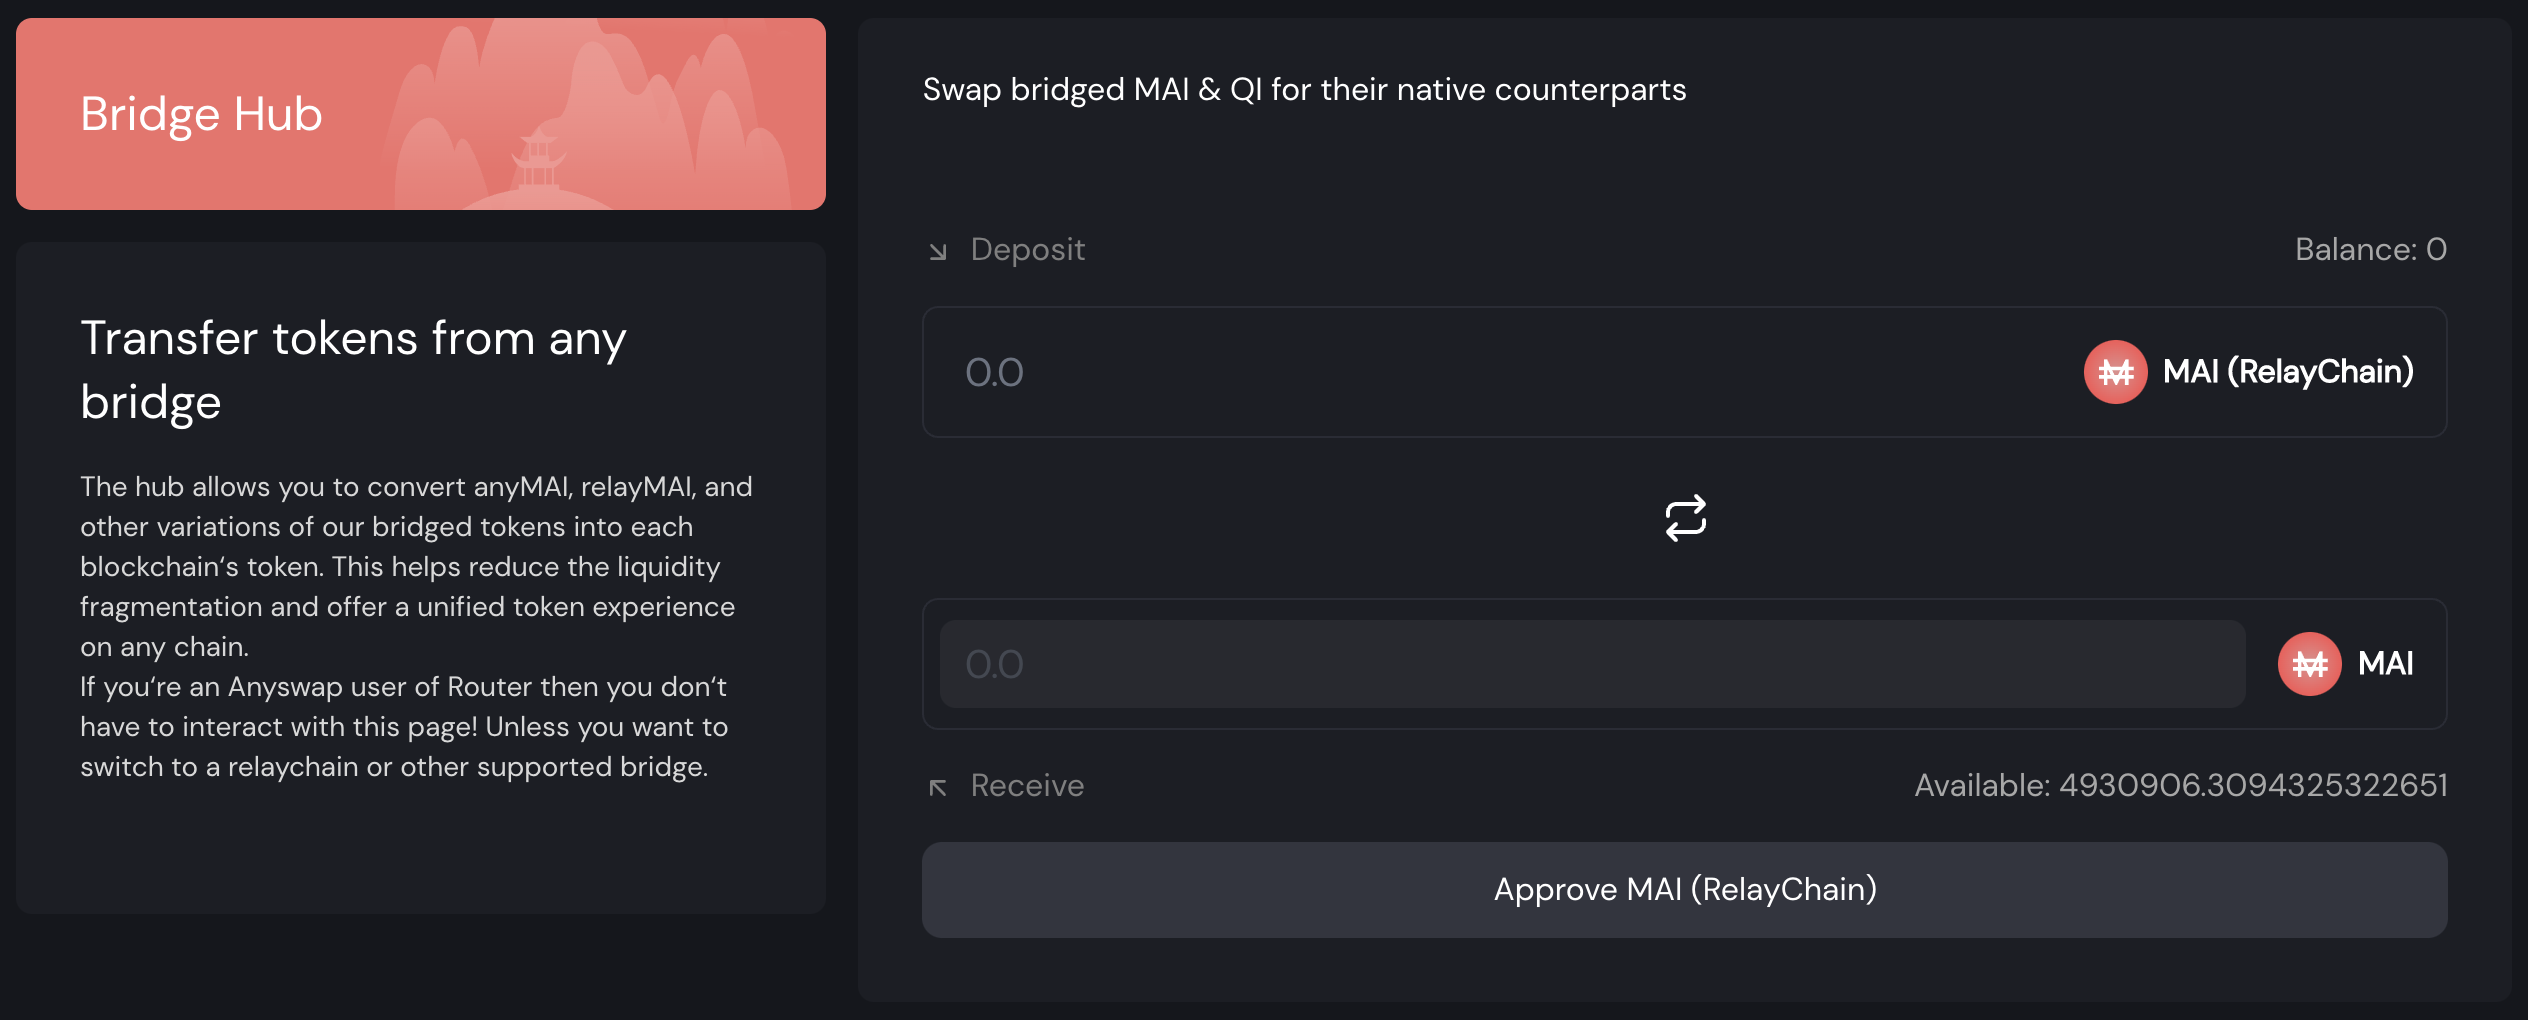 Bridge Hub
Transfer tokens from any
bridge
The hub allows you to convert anyMAI, relayMAI, and
other variations of our bridged tokens into each
blockchain‘s token. This helps reduce the liquidity
fragmentation and offer a unified token experience
on any chain.
If you‘re an Anyswap user of Router then you don‘t
have to interact with this page! Unless you want to
switch to a relaychain or other supported bridge.
Swap bridged MAI & QI for their native counterparts
Deposit Balance: 0
0.0 MAI (RelayChain)
0.0 MAI
Receive Available: 4930906.3094325322651
Approve MAI (RelayChain)